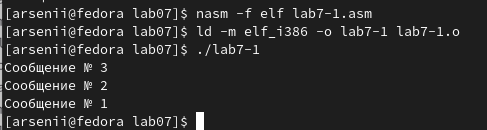 [arsenii@fedora lab07]$ nasm -f elf lab7-1.asm
[arsenii@fedora lab07]$ ld -m elf_i386 -o lab7-1 lab7-1.o
[arsenii@fedora lab07]$ ./lab7-1
Сообщение № 3
Сообщение № 2
Сообщение № 1
[arsenii@fedora lab07]$